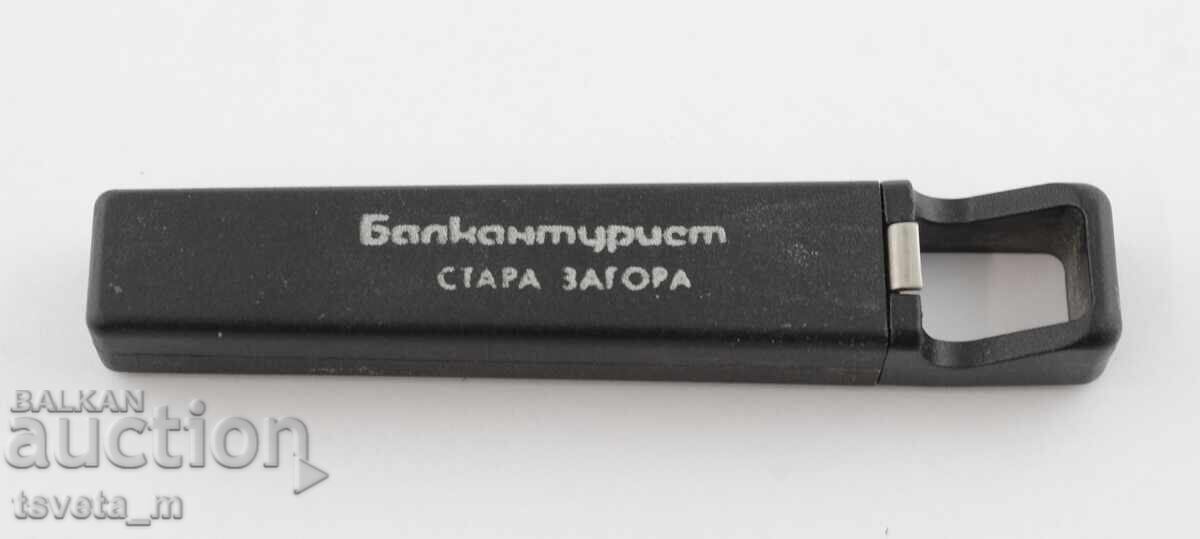 Балкантурист
СТАРА ЗАГОРА
BALKAN
auction
tsveta_m